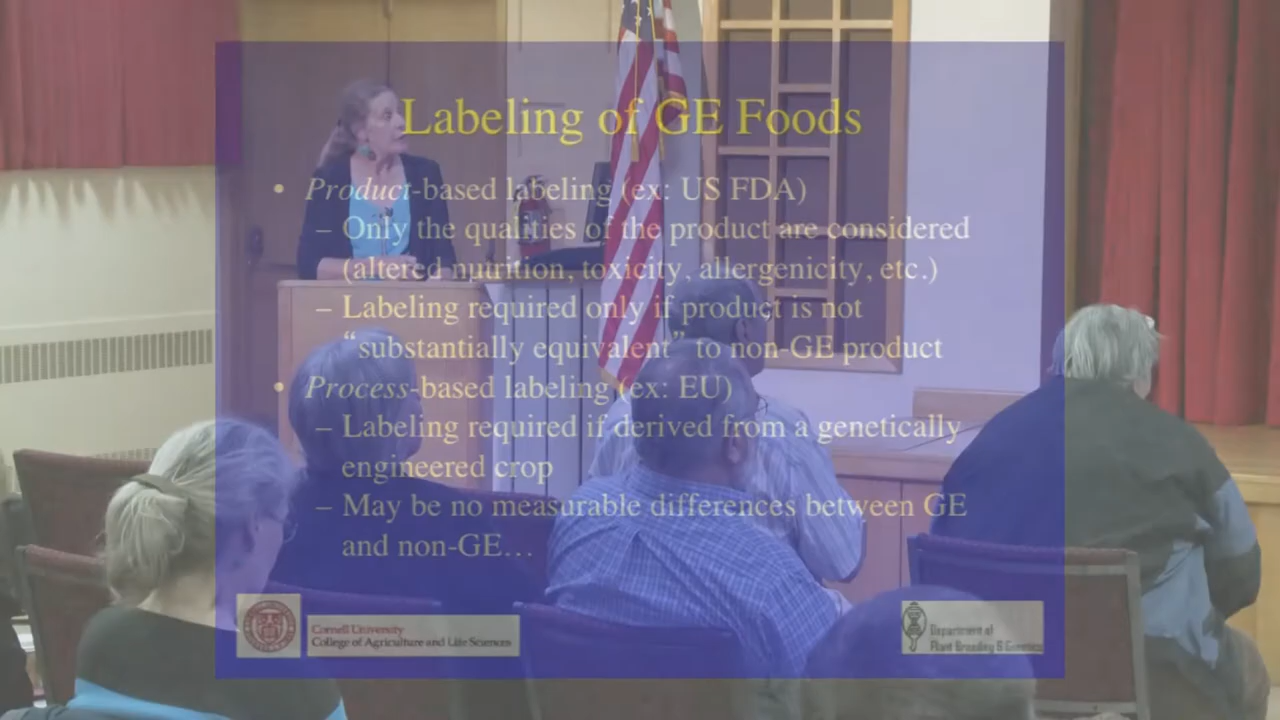 Labeling of GE Foods
• Product-based labeling (ex: US FDA)
– Only the qualities of the product are considered
(altered nutrition, toxicity, allergenicity, etc.)
– Labeling required only if product is not
“substantially equivalent” to non-GE product
• Process-based labeling (ex: EU)
– Labeling required if derived from a genetically
engineered crop
– May be no measurable differences between GE
and non-GE…
Cornell University
College of Agriculture and Life Sciences
Department of
Plant Breeding & Genetics